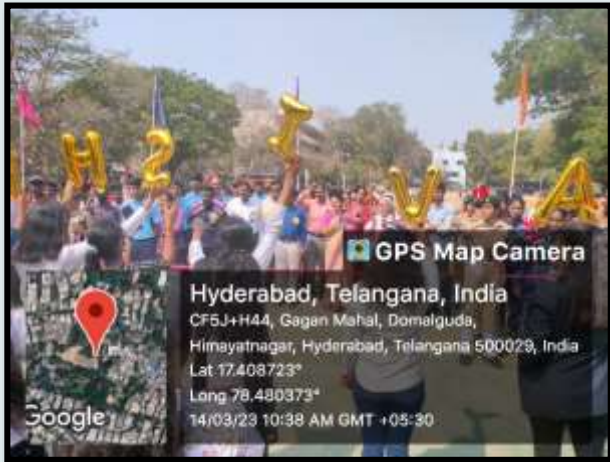 H 2 I V A
GPS Map Camera
Hyderabad, Telangana, India
CF5J+H44, Gagan Mahal, Domalguda,
Himayatnagar, Hyderabad, Telangana 500029, India
Lat 17.408723°
Long 78.480373°
14/03/23 10:38 AM GMT +05:30
Google